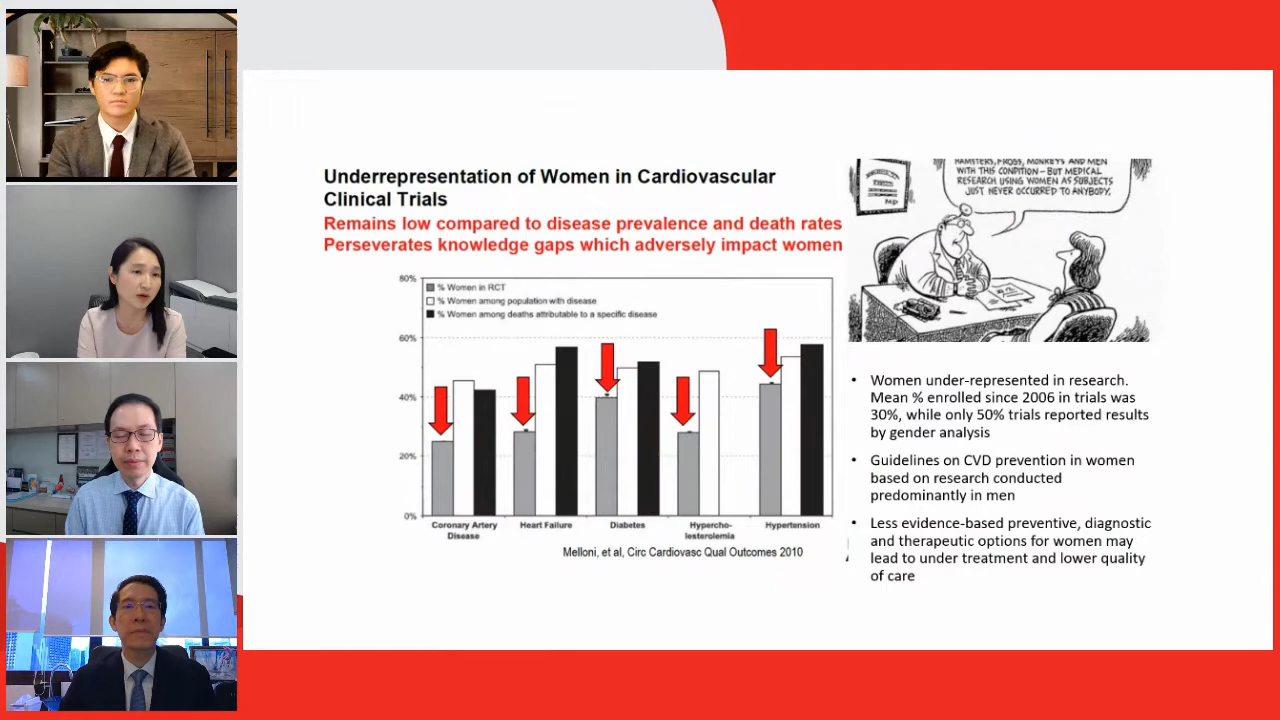 Underrepresentation of Women in Cardiovascular
Clinical Trials
Remains low compared to disease prevalence and death rates
Perseverates knowledge gaps which adversely impact women
80%
% Women in RCT
% Women among population with disease
% Women among deaths attributable to a specific disease
60%
40%
20%
0%
Coronary Artery
Disease
Heart Failure
Diabetes
Hypercho-
lesterolemia
Hypertension
Melloni, et al, Circ Cardiovasc Qual Outcomes 2010
HAMSTERS, FROGS, MONKEYS AND MEN
WITH THIS CONDITION – BUT MEDICAL
RESEARCH USING WOMEN AS SUBJECTS
JUST NEVER OCCURRED TO ANYBODY.
• Women under-represented in research.
Mean % enrolled since 2006 in trials was
30%, while only 50% trials reported results
by gender analysis
• Guidelines on CVD prevention in women
based on research conducted
predominantly in men
• Less evidence-based preventive, diagnostic
and therapeutic options for women may
lead to under treatment and lower quality
of care